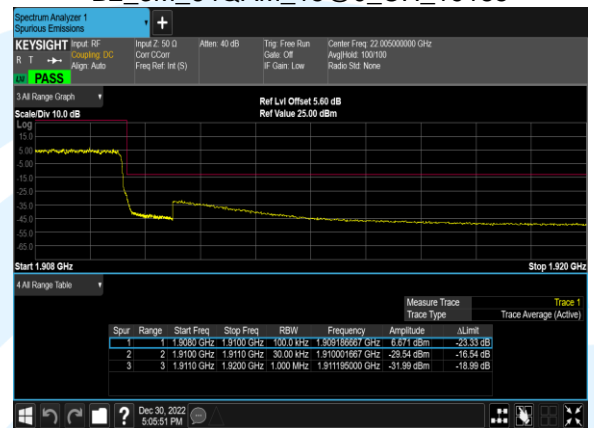 Spectrum Analyzer 1
Spurious Emissions
+
KEYSIGHT Input: RF Input Z: 50 Ω Atten: 40 dB Trig: Free Run Center Freq: 22.005000000 GHz
R T Coupling: DC Corr CCorr Gate: Off Avg|Hold: 100/100
Align: Auto Freq Ref: Int (S) IF Gain: Low Radio Std: None
PASS
3 All Range Graph
Ref Lvl Offset 5.60 dB
Scale/Div 10.0 dB Ref Value 25.00 dBm
Log
15.0
5.00
-5.00
-15.0
-25.0
-35.0
-45.0
-55.0
-65.0
Start 1.908 GHz Stop 1.920 GHz
4 All Range Table
Measure Trace Trace 1
Trace Type Trace Average (Active)
Spur Range Start Freq Stop Freq RBW Frequency Amplitude ΔLimit
1 1 1.9080 GHz 1.9100 GHz 100.0 kHz 1.909186667 GHz 6.671 dBm -23.33 dB
2 2 1.9100 GHz 1.9110 GHz 30.00 kHz 1.910001667 GHz -29.54 dBm -16.54 dB
3 3 1.9110 GHz 1.9200 GHz 1.000 MHz 1.911195000 GHz -31.99 dBm -18.99 dB
? Dec 30, 2022
5:05:51 PM